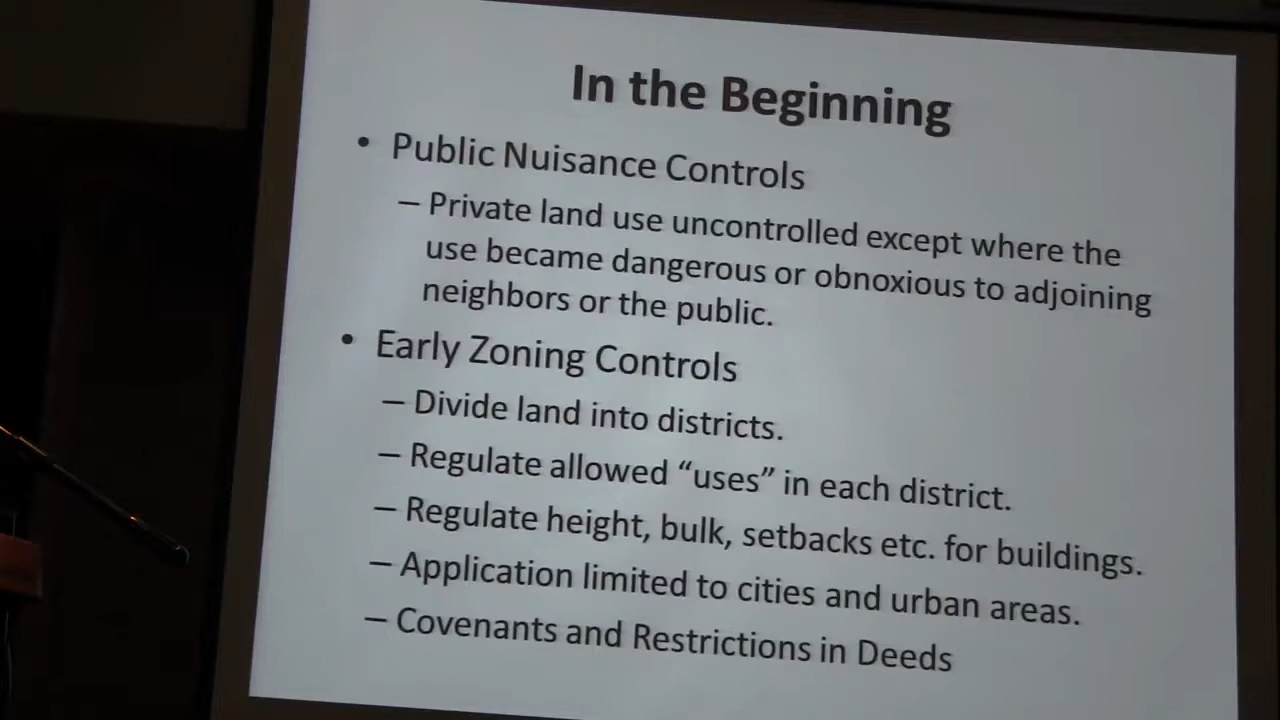 In the Beginning
• Public Nuisance Controls
– Private land use uncontrolled except where the
use became dangerous or obnoxious to adjoining
neighbors or the public.
• Early Zoning Controls
– Divide land into districts.
– Regulate allowed “uses” in each district.
– Regulate height, bulk, setbacks etc. for buildings.
– Application limited to cities and urban areas.
– Covenants and Restrictions in Deeds